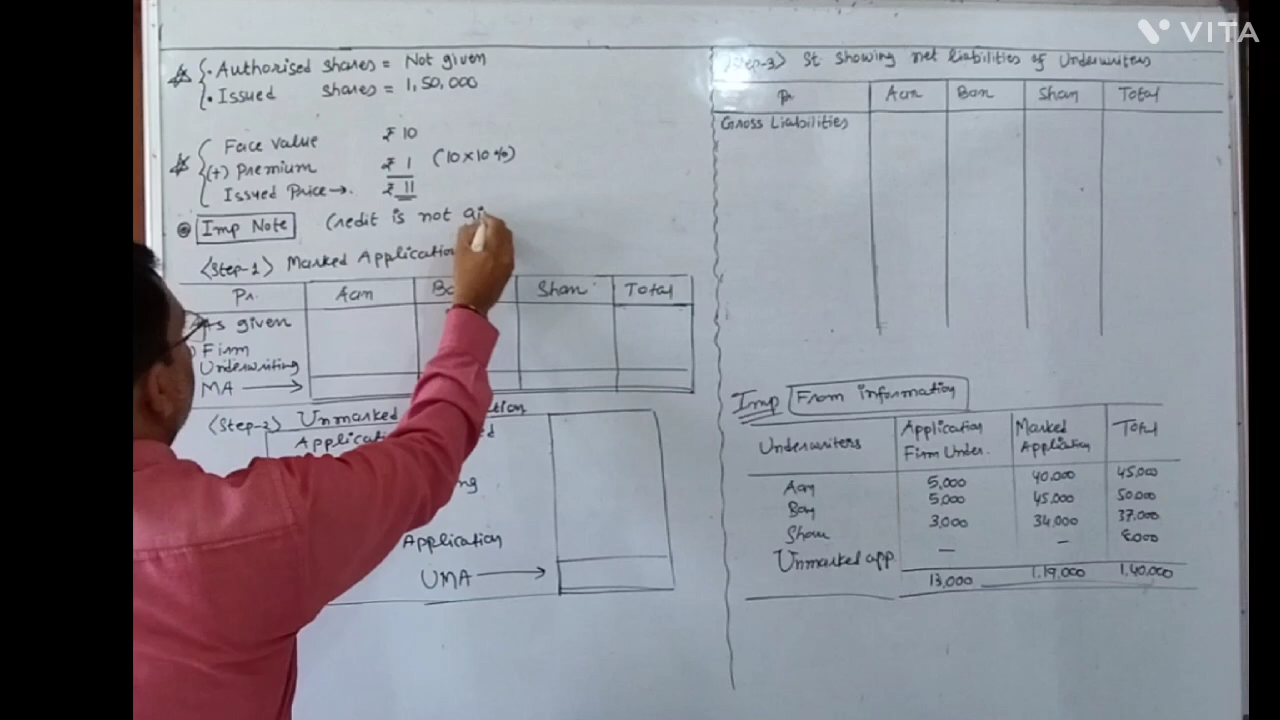 VITA
• Authorised shares = Not given
• Issued shares = 1,50,000
Face value ₹ 10
(+) Premium ₹ 1 (10×10%)
Issued Price → ₹ 11
Imp Note Credit is not gi
<Step-1> Marked Application
Pr. Aan Shan Total
As given
Firm
Underwriting
MA →
<Step-2> Unmarked
Application
UMA →
<Step-3> St showing net liabilities of Underwriters
Pr Aan Ban Shan Total
Gross Liabilities
Imp From information
Underwriters Application Firm Under. Marked Application Total
Aan 5,000 40,000 45,000
Ban 5,000 45,000 50,000
Shan 3,000 34,000 37,000
Unmarked app — — 8,000
13,000 1,19,000 1,40,000